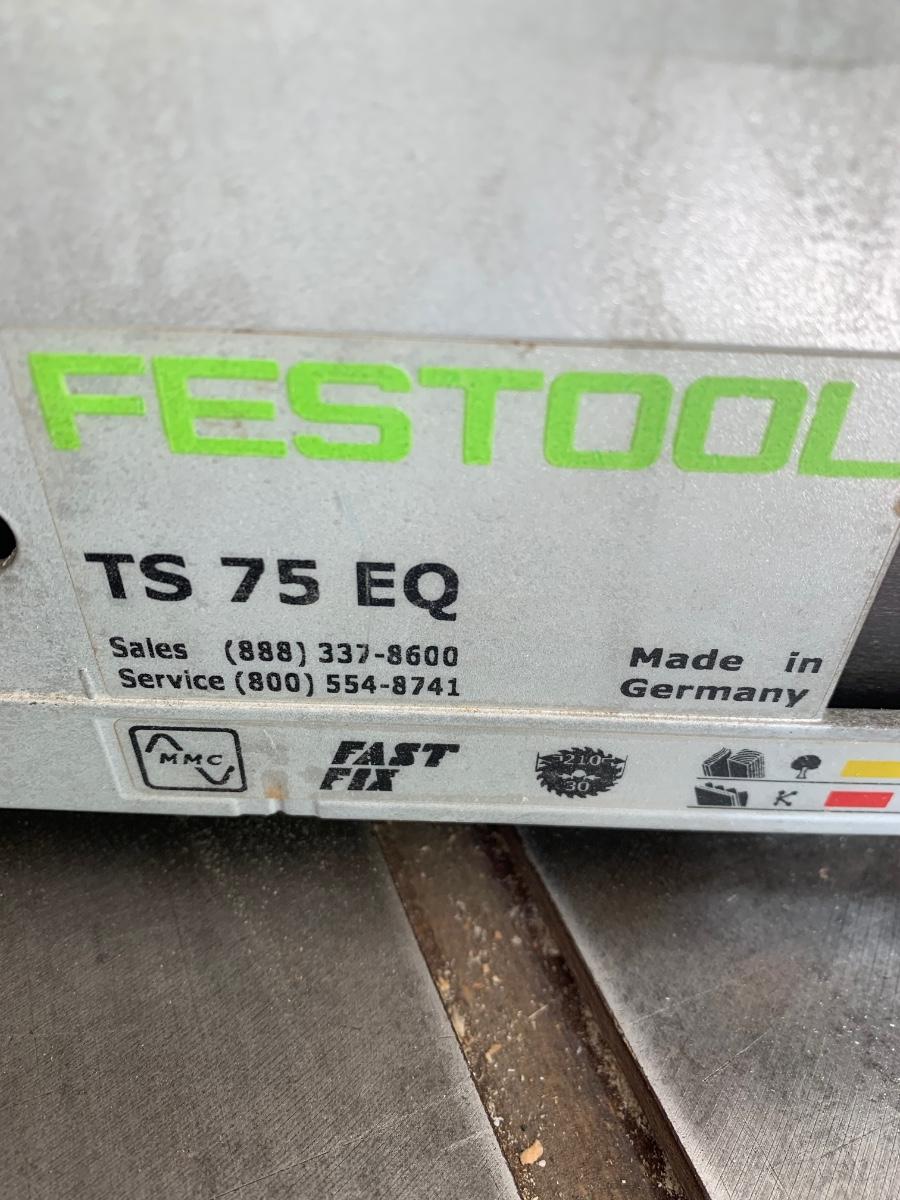 FESTOOL
TS 75 EQ
Sales (888) 337-8600
Service (800) 554-8741
Made in
Germany
MMC
FAST
FIX
210
30
K